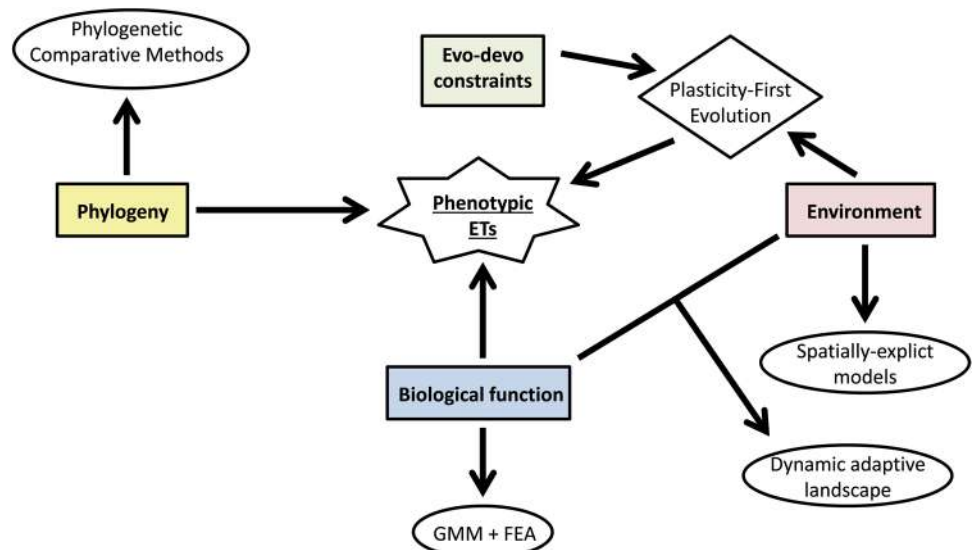 Phylogenetic
Comparative Methods
Evo-devo
constraints
Plasticity-First
Evolution
Phylogeny
Phenotypic
ETs
Environment
Spatially-explict
models
Biological function
Dynamic adaptive
landscape
GMM + FEA